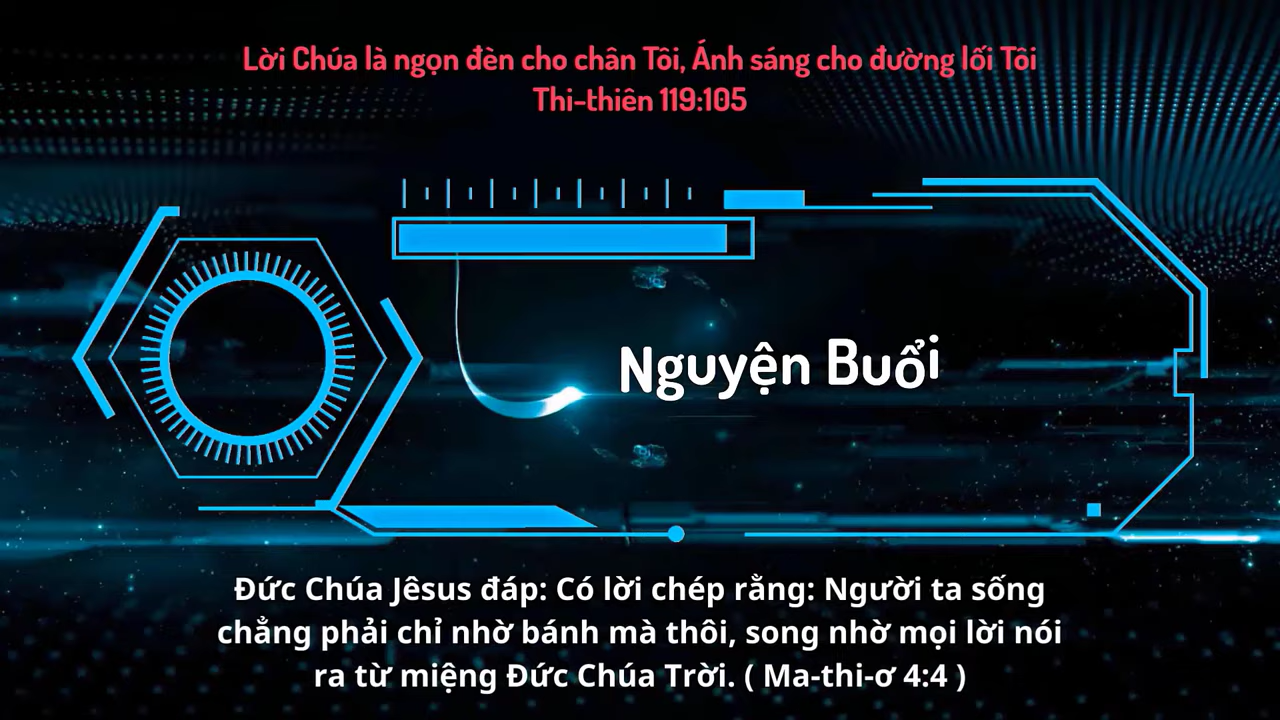 Lời Chúa là ngọn đèn cho chân Tôi, Ánh sáng cho đường lối Tôi
Thi-thiên 119:105
Nguyện Buổi
Đức Chúa Jêsus đáp: Có lời chép rằng: Người ta sống
chẳng phải chỉ nhờ bánh mà thôi, song nhờ mọi lời nói
ra từ miệng Đức Chúa Trời. ( Ma-thi-ơ 4:4 )